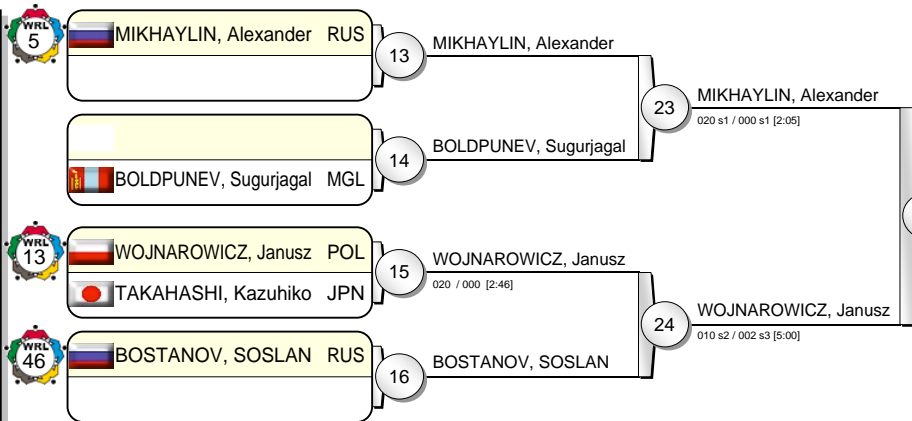 WRL
5
MIKHAYLIN, Alexander RUS
13
MIKHAYLIN, Alexander
23
MIKHAYLIN, Alexander
020 s1 / 000 s1 [2:05]
14
BOLDPUNEV, Sugurjagal
BOLDPUNEV, Sugurjagal MGL
WRL
13
WOJNAROWICZ, Janusz POL
15
WOJNAROWICZ, Janusz
020 / 000 [2:46]
TAKAHASHI, Kazuhiko JPN
24
WOJNAROWICZ, Janusz
010 s2 / 002 s3 [5:00]
WRL
46
BOSTANOV, SOSLAN RUS
16
BOSTANOV, SOSLAN